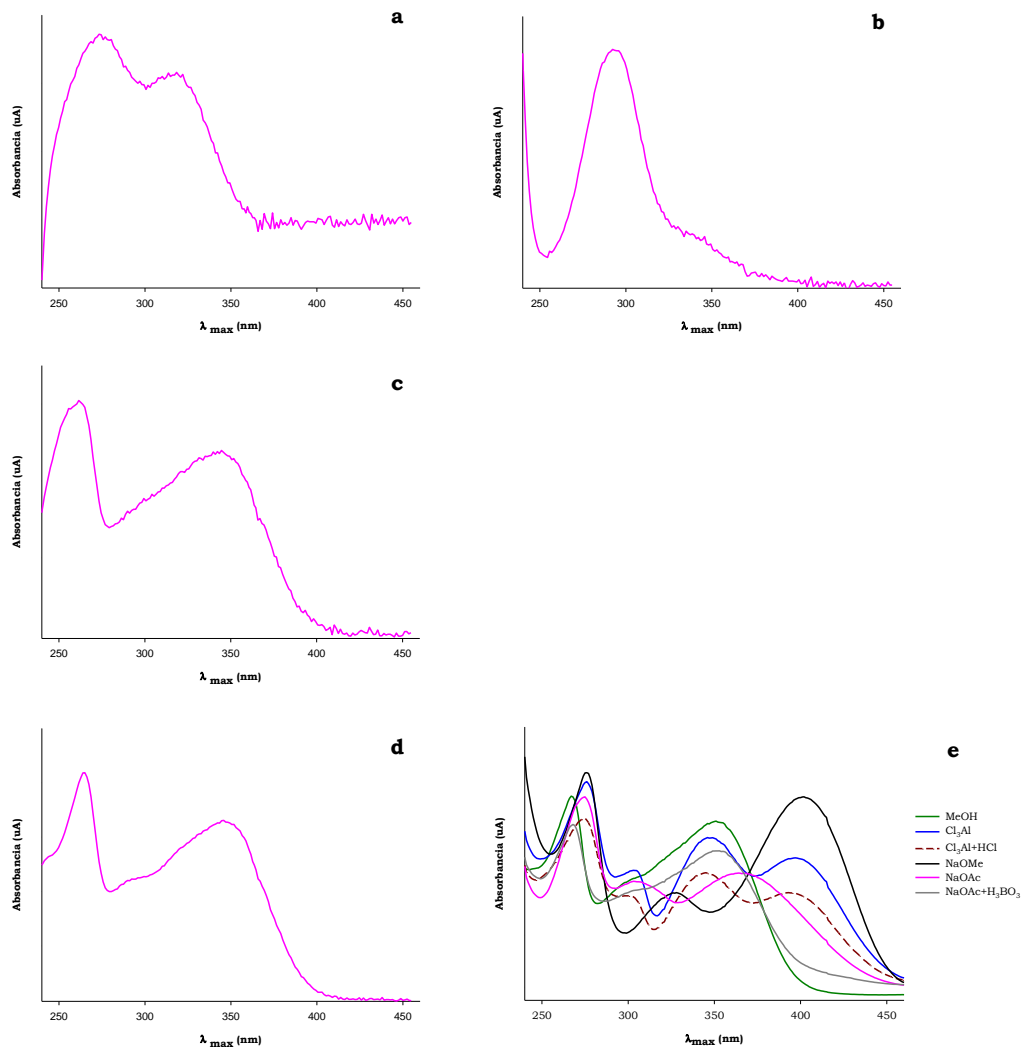 a
Absorbancia (uA)
250 300 350 400 450
λ max (nm)
b
Absorbancia (uA)
250 300 350 400 450
λ max (nm)
c
Absorbancia (uA)
250 300 350 400 450
λ max (nm)
d
Absorbancia (uA)
250 300 350 400 450
λ max (nm)
e
Absorbancia (uA)
MeOH
Cl₃Al
Cl₃Al+HCl
NaOMe
NaOAc
NaOAc+H₃BO₃
250 300 350 400 450
λmax (nm)